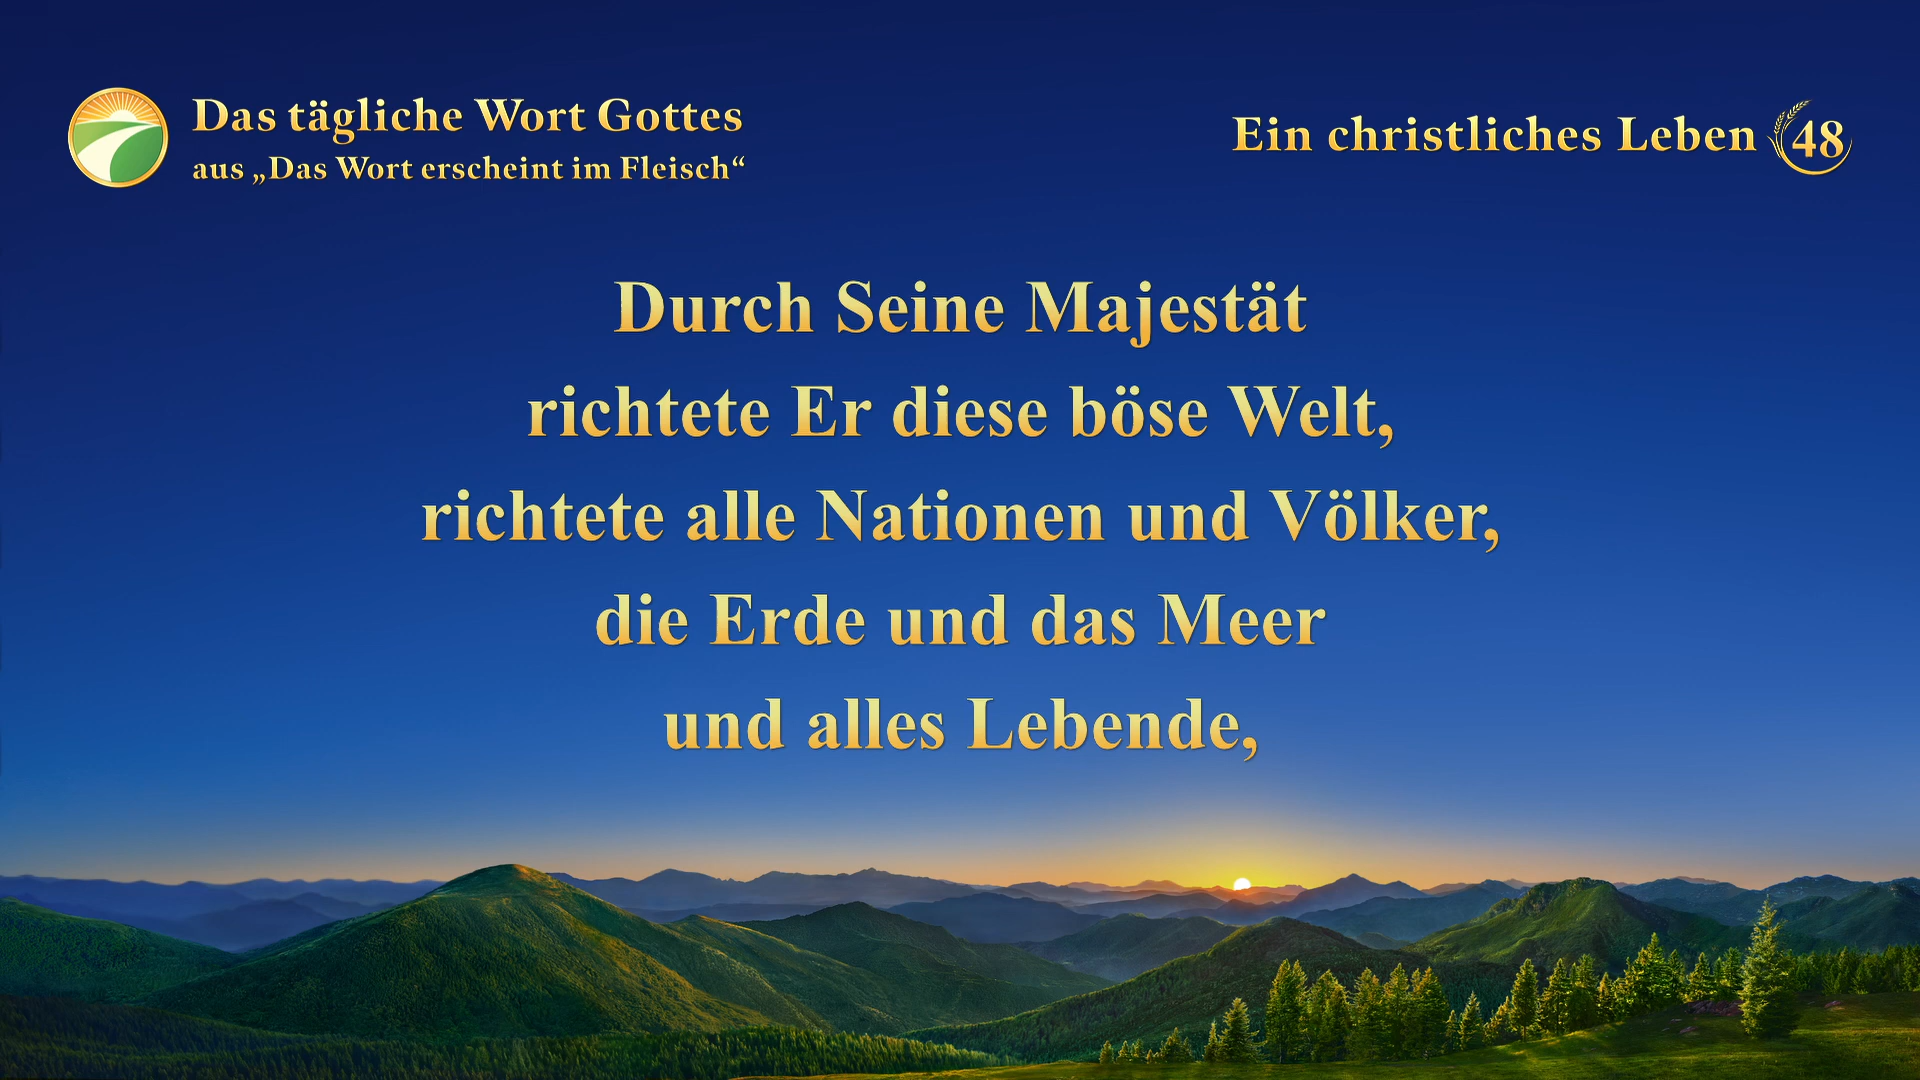 Das tägliche Wort Gottes
aus „Das Wort erscheint im Fleisch“
Ein christliches Leben 48
Durch Seine Majestät
richtete Er diese böse Welt,
richtete alle Nationen und Völker,
die Erde und das Meer
und alles Lebende,